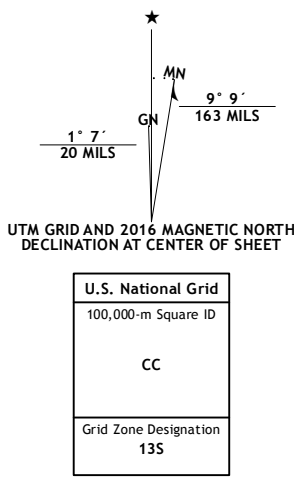 ★
MN
GN
9° 9´
163 MILS
1° 7´
20 MILS
UTM GRID AND 2016 MAGNETIC NORTH
DECLINATION AT CENTER OF SHEET
U.S. National Grid
100,000-m Square ID
CC
Grid Zone Designation
13S